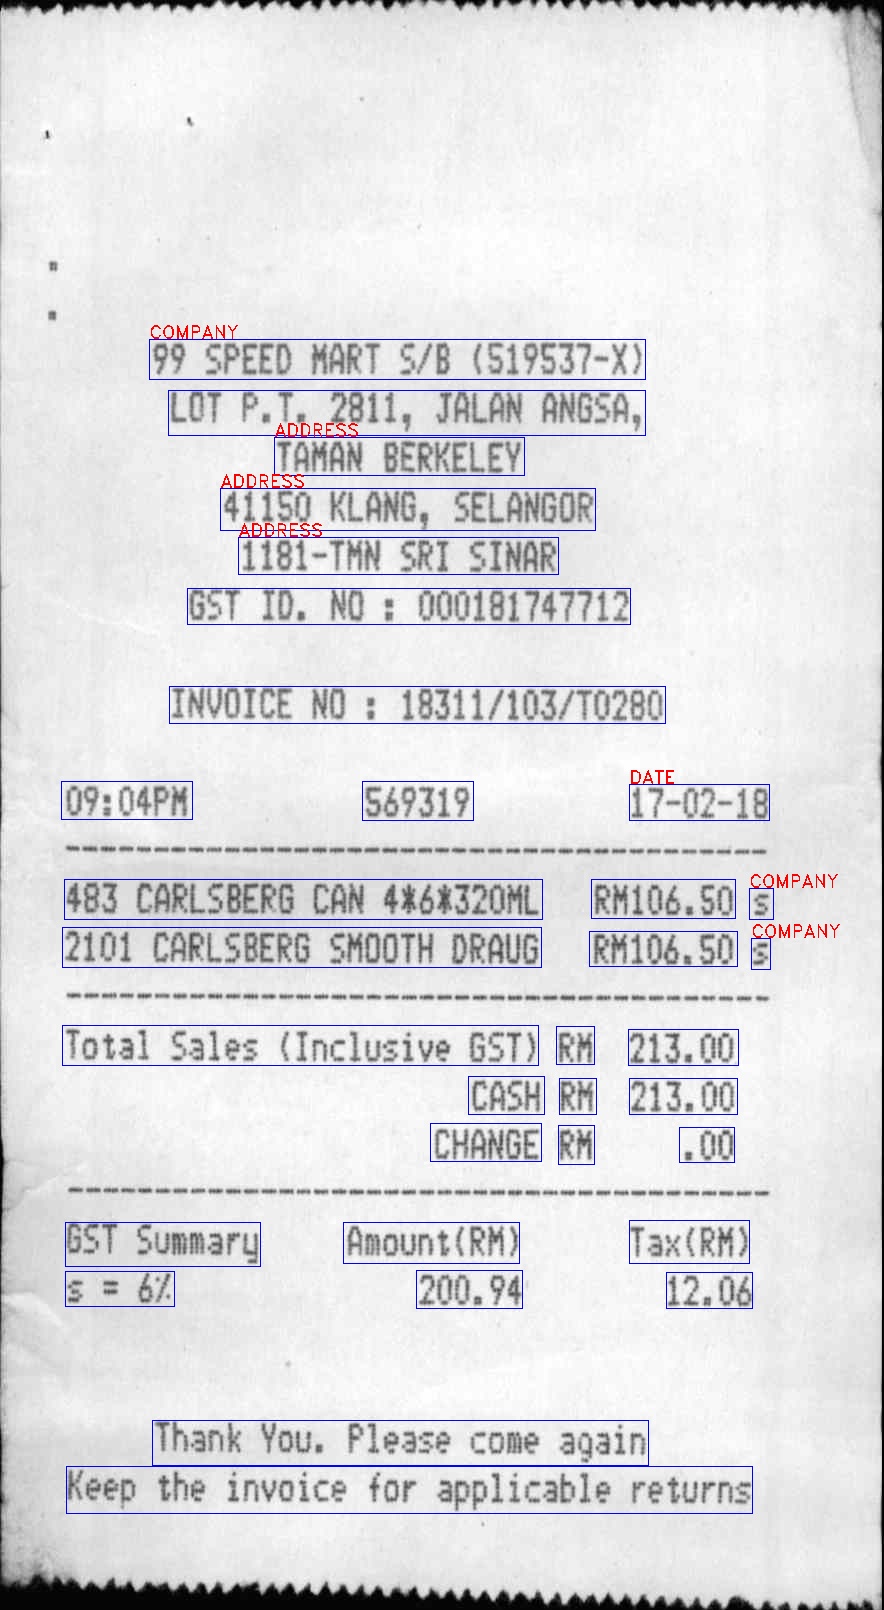 COMPANY
99 SPEED MART S/B (519537-X)
LOT P.T. 2811, JALAN ANGSA,
ADDRESS
TAMAN BERKELEY
ADDRESS
41150 KLANG, SELANGOR
ADDRESS
1181-TMN SRI SINAR
GST ID. NO : 000181747712
INVOICE NO : 18311/103/T0280
DATE
09:04PM 569319 17-02-18
COMPANY
483 CARLSBERG CAN 4*6*320ML RM106.50 s
COMPANY
2101 CARLSBERG SMOOTH DRAUG RM106.50 s
Total Sales (Inclusive GST) RM 213.00
CASH RM 213.00
CHANGE RM .00
GST Summary Amount(RM) Tax(RM)
s = 6% 200.94 12.06
Thank You. Please come again
Keep the invoice for applicable returns